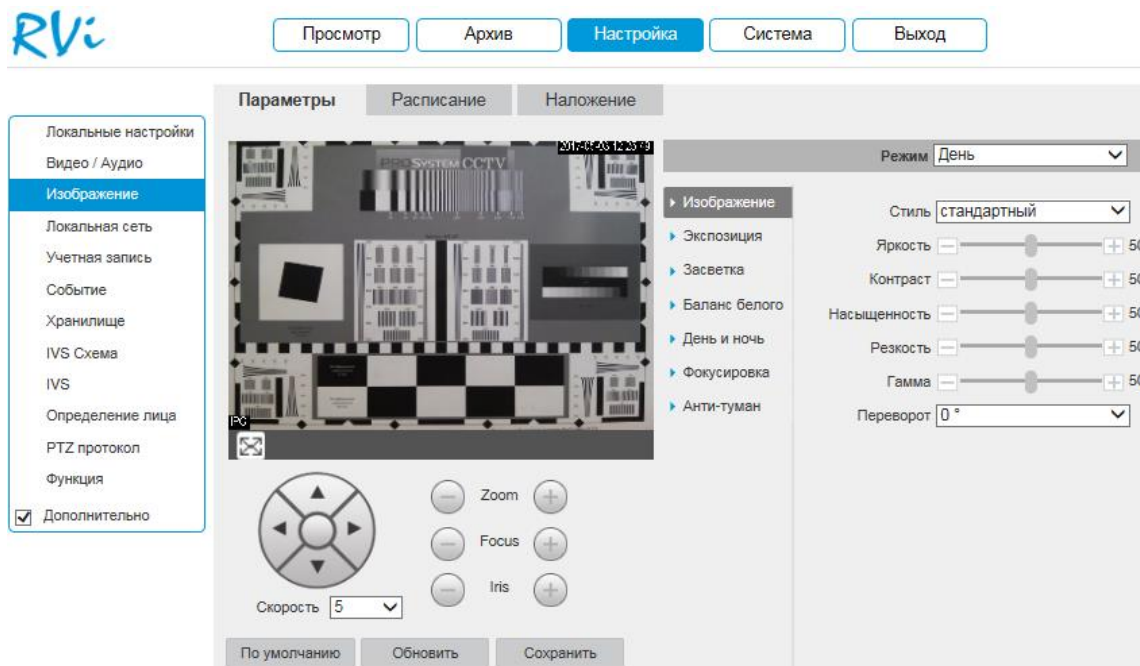 RVi
Просмотр Архив Настройка Система Выход
Параметры Расписание Наложение
Локальные настройки
Видео / Аудио
Изображение
Локальная сеть
Учетная запись
Событие
Хранилище
IVS Схема
IVS
Определение лица
PTZ протокол
Функция
Дополнительно
PROSYSTEM CCTV
IPC
Zoom
Focus
Iris
Скорость 5
По умолчанию Обновить Сохранить
Режим День
Изображение
Экспозиция
Засветка
Баланс белого
День и ночь
Фокусировка
Анти-туман
Стиль стандартный
Яркость 50
Контраст 50
Насыщенность 50
Резкость 50
Гамма 50
Переворот 0 °